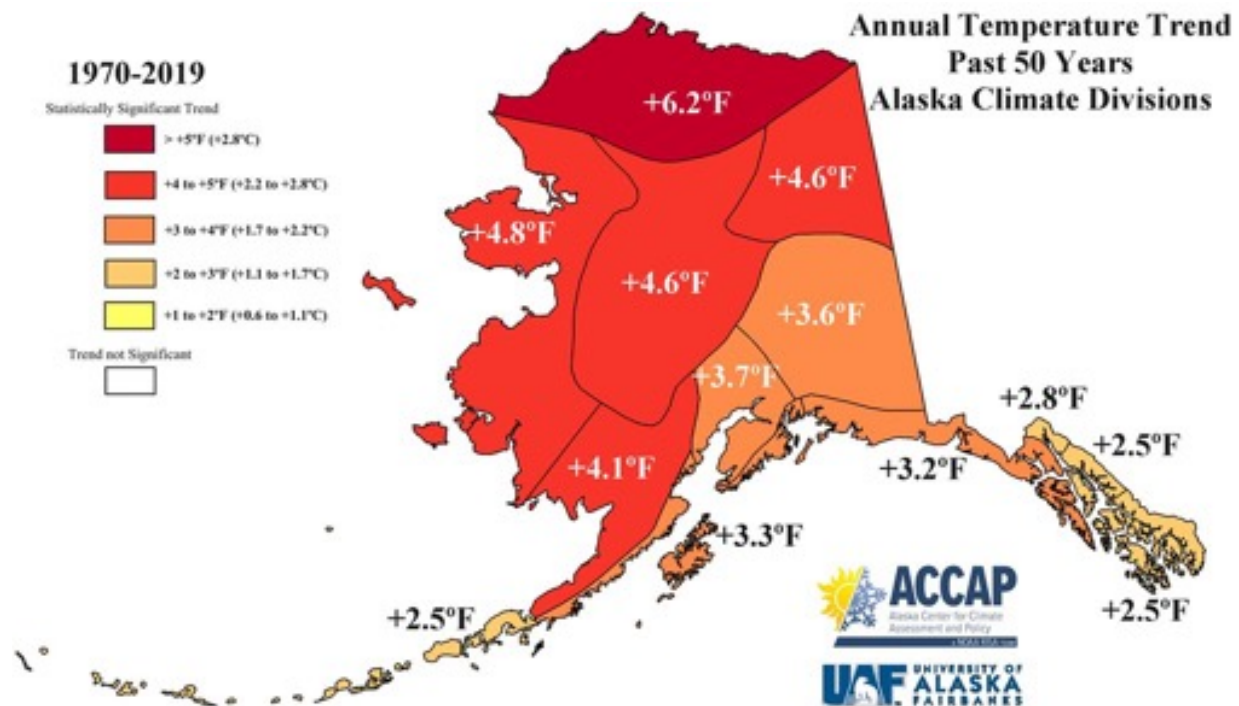 Annual Temperature Trend
Past 50 Years
Alaska Climate Divisions
1970-2019
Statistically Significant Trend
> +5°F (+2.8°C)
+4 to +5°F (+2.2 to +2.8°C)
+3 to +4°F (+1.7 to +2.2°C)
+2 to +3°F (+1.1 to +1.7°C)
+1 to +2°F (+0.6 to +1.1°C)
Trend not Significant
+6.2°F
+4.6°F
+4.8°F
+4.6°F
+3.6°F
+3.7°F
+2.8°F
+2.5°F
+4.1°F
+3.2°F
+3.3°F
+2.5°F
+2.5°F
ACCAP
Alaska Center for Climate
Assessment and Policy
UAF
UNIVERSITY OF
ALASKA
FAIRBANKS